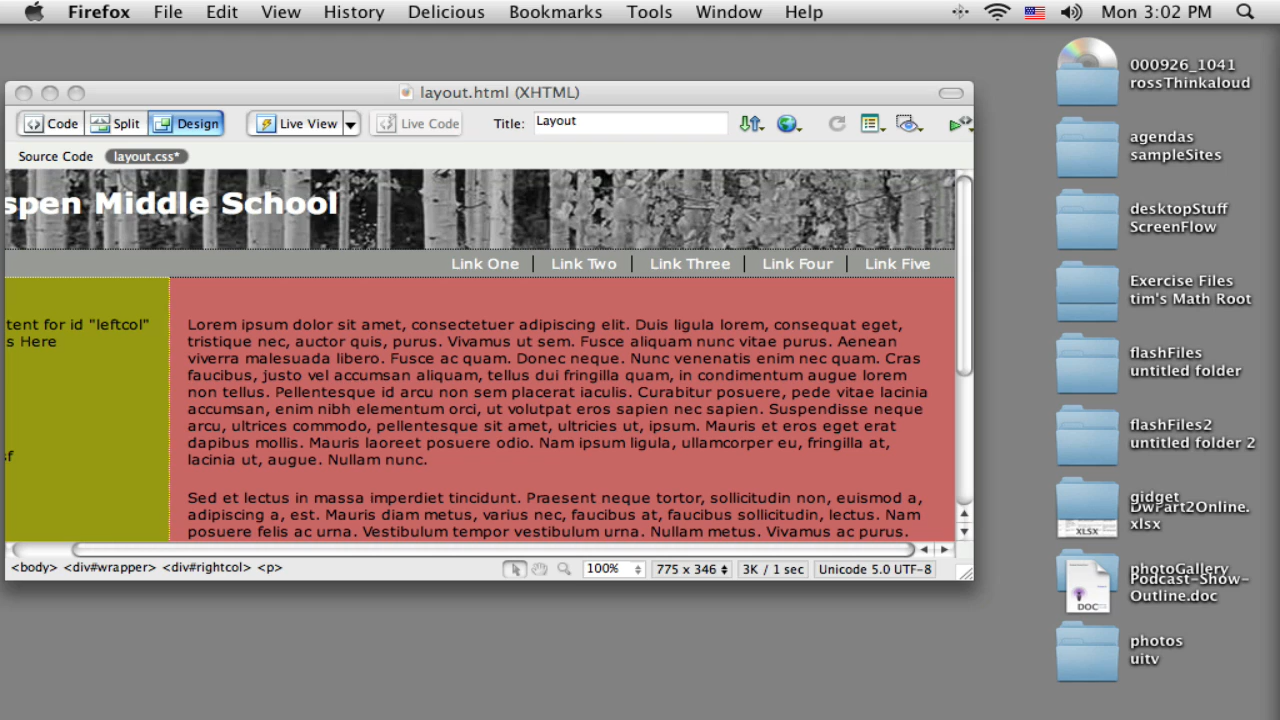 Firefox File Edit View History Delicious Bookmarks Tools Window Help Mon 3:02 PM
layout.html (XHTML)
Code Split Design Live View Live Code Title: Layout
Source Code layout.css*
spen Middle School
Link One Link Two Link Three Link Four Link Five
tent for id "leftcol"
s Here
sf
Lorem ipsum dolor sit amet, consectetuer adipiscing elit. Duis ligula lorem, consequat eget,
tristique nec, auctor quis, purus. Vivamus ut sem. Fusce aliquam nunc vitae purus. Aenean
viverra malesuada libero. Fusce ac quam. Donec neque. Nunc venenatis enim nec quam. Cras
faucibus, justo vel accumsan aliquam, tellus dui fringilla quam, in condimentum augue lorem
non tellus. Pellentesque id arcu non sem placerat iaculis. Curabitur posuere, pede vitae lacinia
accumsan, enim nibh elementum orci, ut volutpat eros sapien nec sapien. Suspendisse neque
arcu, ultrices commodo, pellentesque sit amet, ultricies ut, ipsum. Mauris et eros eget erat
dapibus mollis. Mauris laoreet posuere odio. Nam ipsum ligula, ullamcorper eu, fringilla at,
lacinia ut, augue. Nullam nunc.
Sed et lectus in massa imperdiet tincidunt. Praesent neque tortor, sollicitudin non, euismod a,
adipiscing a, est. Mauris diam metus, varius nec, faucibus at, faucibus sollicitudin, lectus. Nam
posuere felis ac urna. Vestibulum tempor vestibulum urna. Nullam metus. Vivamus ac purus.
<body> <div#wrapper> <div#rightcol> <p> 100% 775 x 346 3K / 1 sec Unicode 5.0 UTF-8
000926_1041
rossThinkaloud
agendas
sampleSites
desktopStuff
ScreenFlow
Exercise Files
tim's Math Root
flashFiles
untitled folder
flashFiles2
untitled folder 2
gidget
DwPart2Online.
xlsx
XLSX
photoGallery
Podcast-Show-
Outline.doc
DOC
photos
uitv